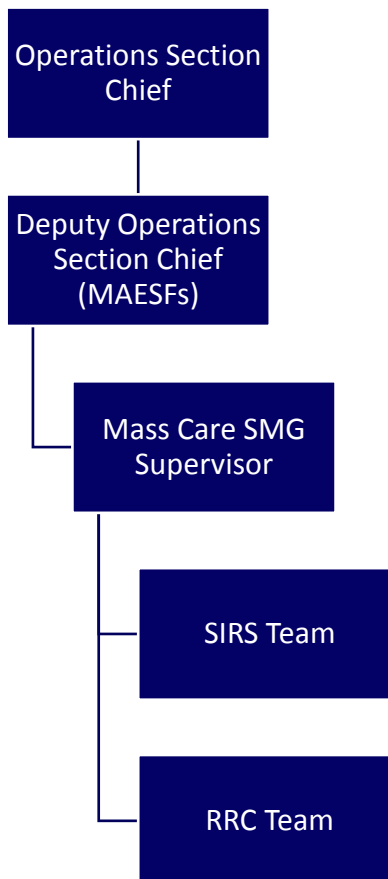 Operations Section
Chief
Deputy Operations
Section Chief
(MAESFs)
Mass Care SMG
Supervisor
SIRS Team
RRC Team